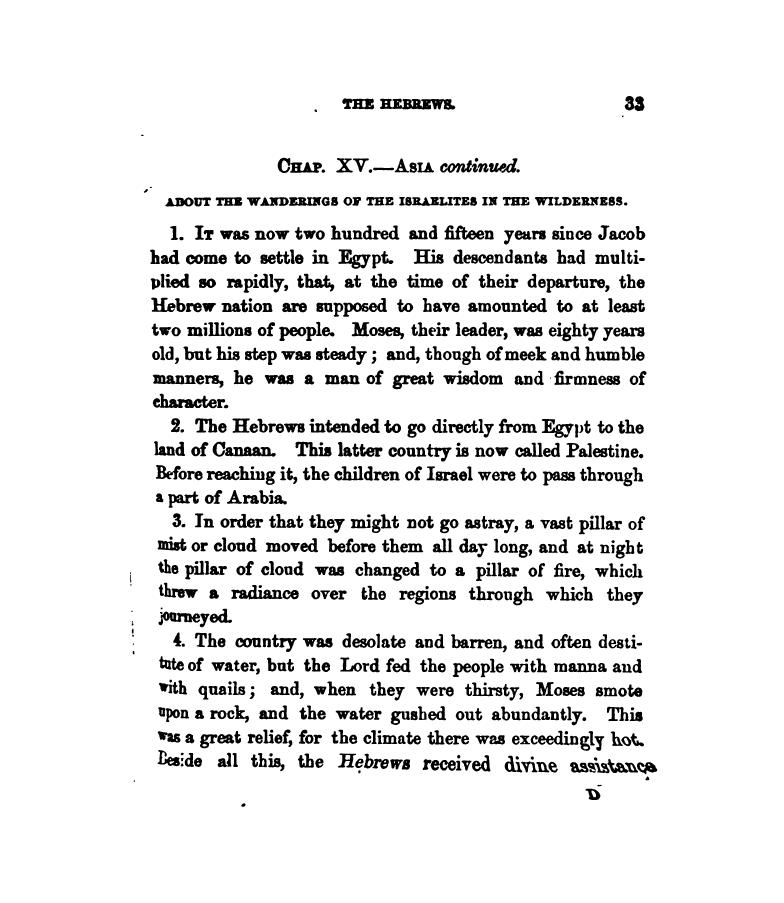 THE HEBREWS. 33
CHAP. XV.—ASIA continued.
ABOUT THE WANDERINGS OF THE ISRAELITES IN THE WILDERNESS.
1. IT was now two hundred and fifteen years since Jacob
had come to settle in Egypt. His descendants had multi-
plied so rapidly, that, at the time of their departure, the
Hebrew nation are supposed to have amounted to at least
two millions of people. Moses, their leader, was eighty years
old, but his step was steady; and, though of meek and humble
manners, he was a man of great wisdom and firmness of
character.
2. The Hebrews intended to go directly from Egypt to the
land of Canaan. This latter country is now called Palestine.
Before reaching it, the children of Israel were to pass through
a part of Arabia.
3. In order that they might not go astray, a vast pillar of
mist or cloud moved before them all day long, and at night
the pillar of cloud was changed to a pillar of fire, which
threw a radiance over the regions through which they
journeyed.
4. The country was desolate and barren, and often desti-
tute of water, but the Lord fed the people with manna and
with quails; and, when they were thirsty, Moses smote
upon a rock, and the water gushed out abundantly. This
was a great relief, for the climate there was exceedingly hot.
Beside all this, the Hebrews received divine assistance
D